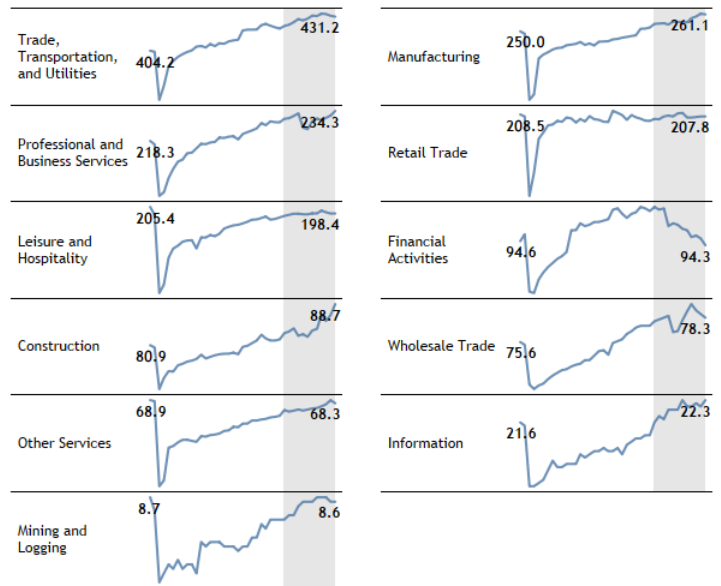 Trade,
Transportation,
and Utilities
404.2
431.2
Manufacturing
250.0
261.1
Professional and
Business Services
218.3
234.3
Retail Trade
208.5
207.8
Leisure and
Hospitality
205.4
198.4
Financial
Activities
94.6
94.3
Construction
80.9
88.7
Wholesale Trade
75.6
78.3
Other Services
68.9
68.3
Information
21.6
22.3
Mining and
Logging
8.7
8.6